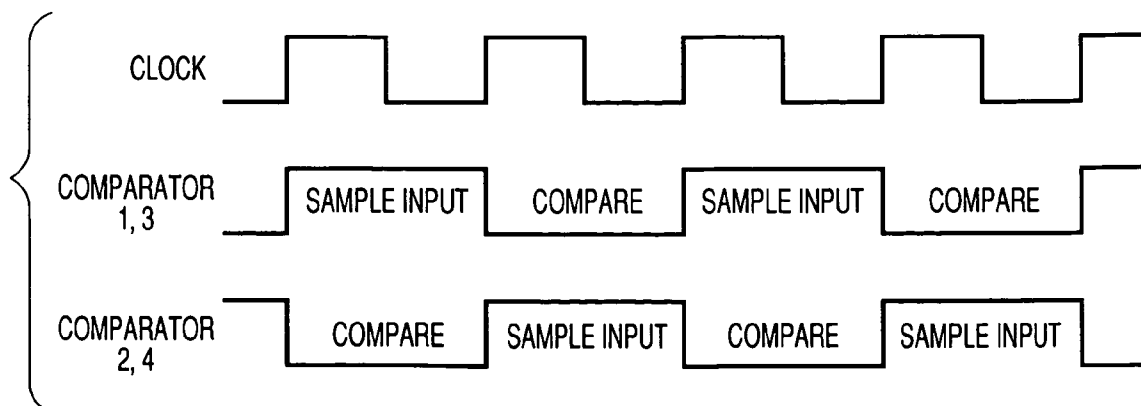 CLOCK
COMPARATOR
1, 3
SAMPLE INPUT
COMPARE
SAMPLE INPUT
COMPARE
COMPARATOR
2, 4
COMPARE
SAMPLE INPUT
COMPARE
SAMPLE INPUT